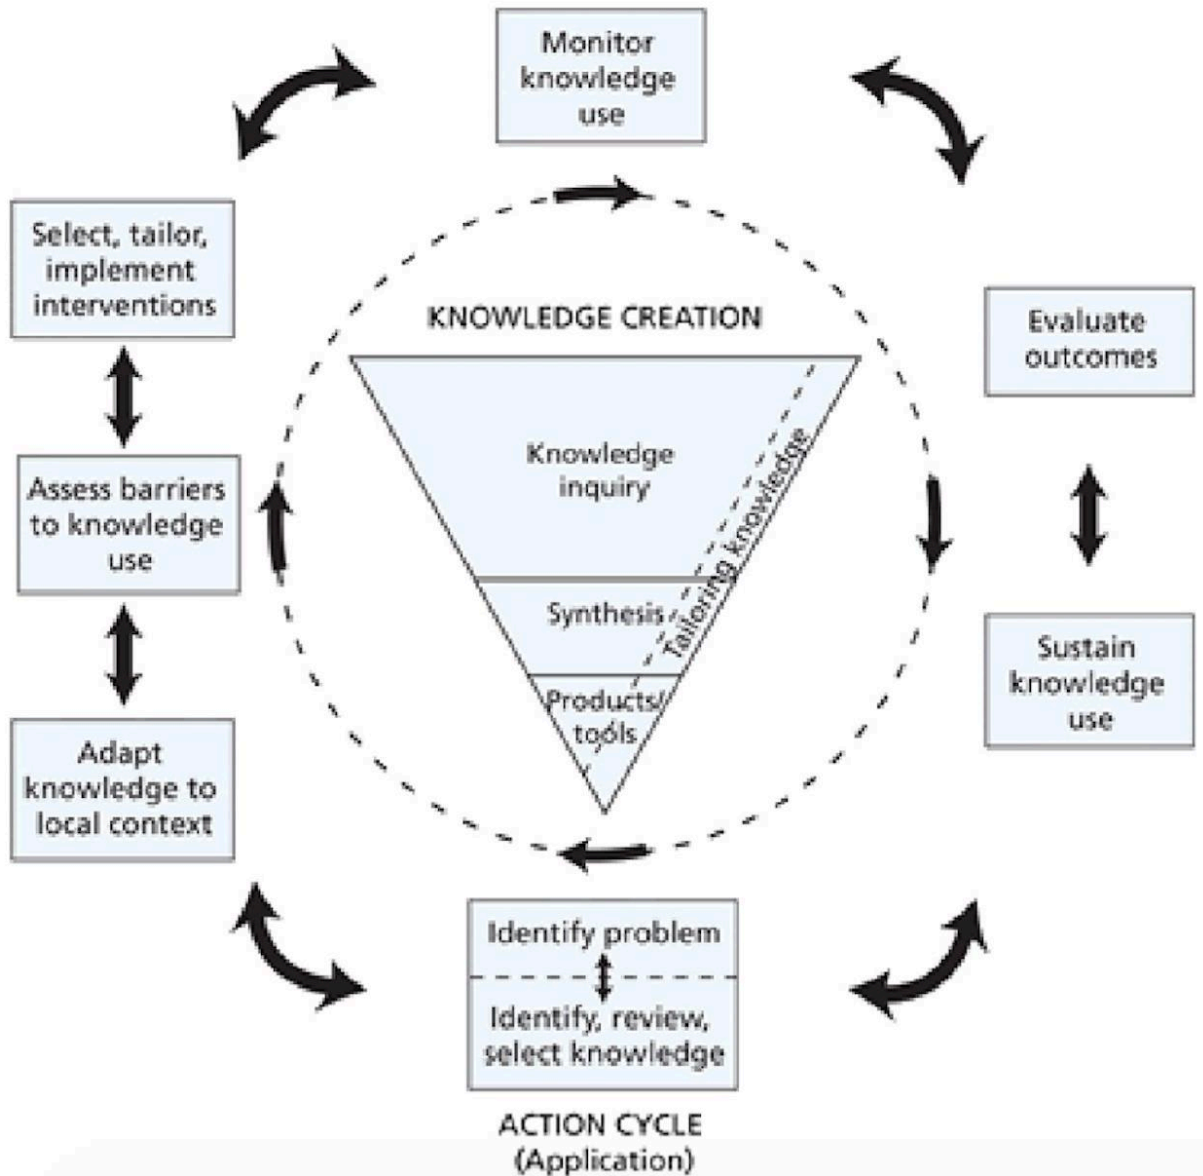 Monitor
knowledge
use
Select, tailor,
implement
interventions
KNOWLEDGE CREATION
Evaluate
outcomes
Knowledge
inquiry
Tailoring knowledge
Assess barriers
to knowledge
use
Synthesis
Sustain
knowledge
use
Products/
tools
Adapt
knowledge to
local context
Identify problem
Identify, review,
select knowledge
ACTION CYCLE
(Application)